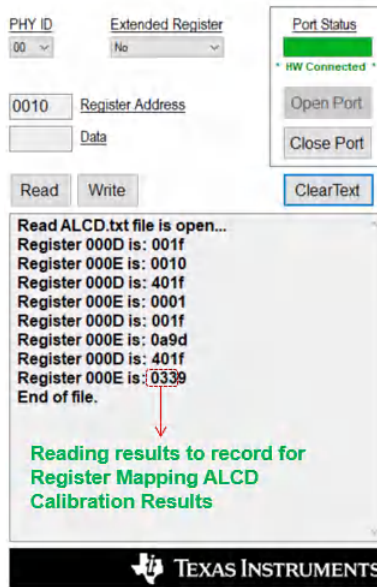 PHY ID
Extended Register
Port Status
00
No
* HW Connected *
0010
Register Address
Open Port
Data
Close Port
Read
Write
ClearText
Read ALCD.txt file is open...
Register 000D is: 001f
Register 000E is: 0010
Register 000D is: 401f
Register 000E is: 0001
Register 000D is: 001f
Register 000E is: 0a9d
Register 000D is: 401f
Register 000E is: 0339
End of file.
Reading results to record for
Register Mapping ALCD
Calibration Results
TEXAS INSTRUMENTS